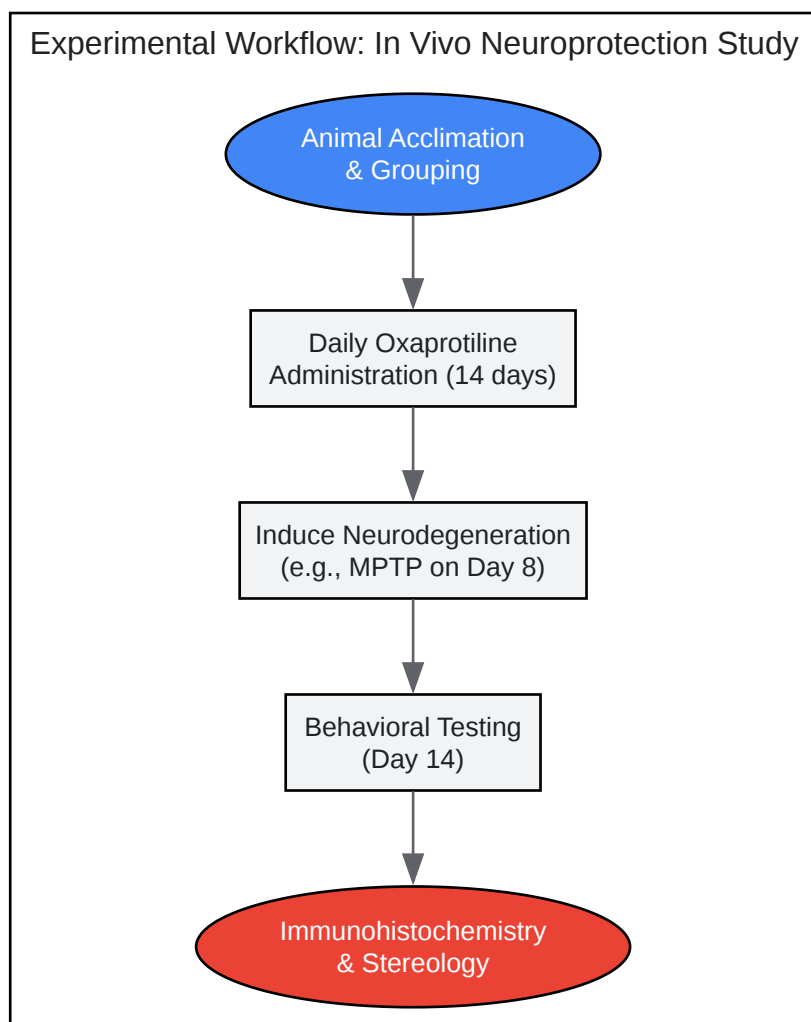 Experimental Workflow: In Vivo Neuroprotection Study
Animal Acclimation
& Grouping
Daily Oxaprotiline
Administration (14 days)
Induce Neurodegeneration
(e.g., MPTP on Day 8)
Behavioral Testing
(Day 14)
Immunohistochemistry
& Stereology